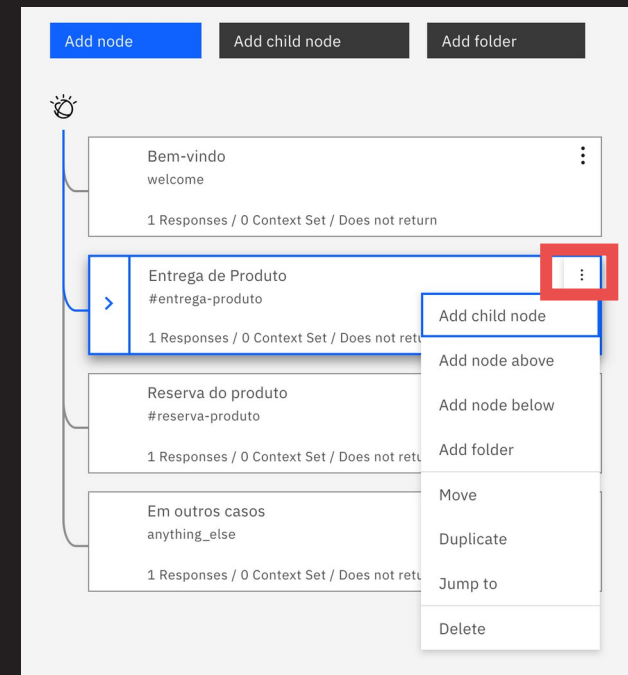 Add node
Add child node
Add folder
Bem-vindo
welcome
1 Responses / 0 Context Set / Does not return
Entrega de Produto
#entrega-produto
1 Responses / 0 Context Set / Does not retu
Add child node
Add node above
Add node below
Add folder
Move
Duplicate
Jump to
Delete
Reserva do produto
#reserva-produto
1 Responses / 0 Context Set / Does not retu
Em outros casos
anything_else
1 Responses / 0 Context Set / Does not retu